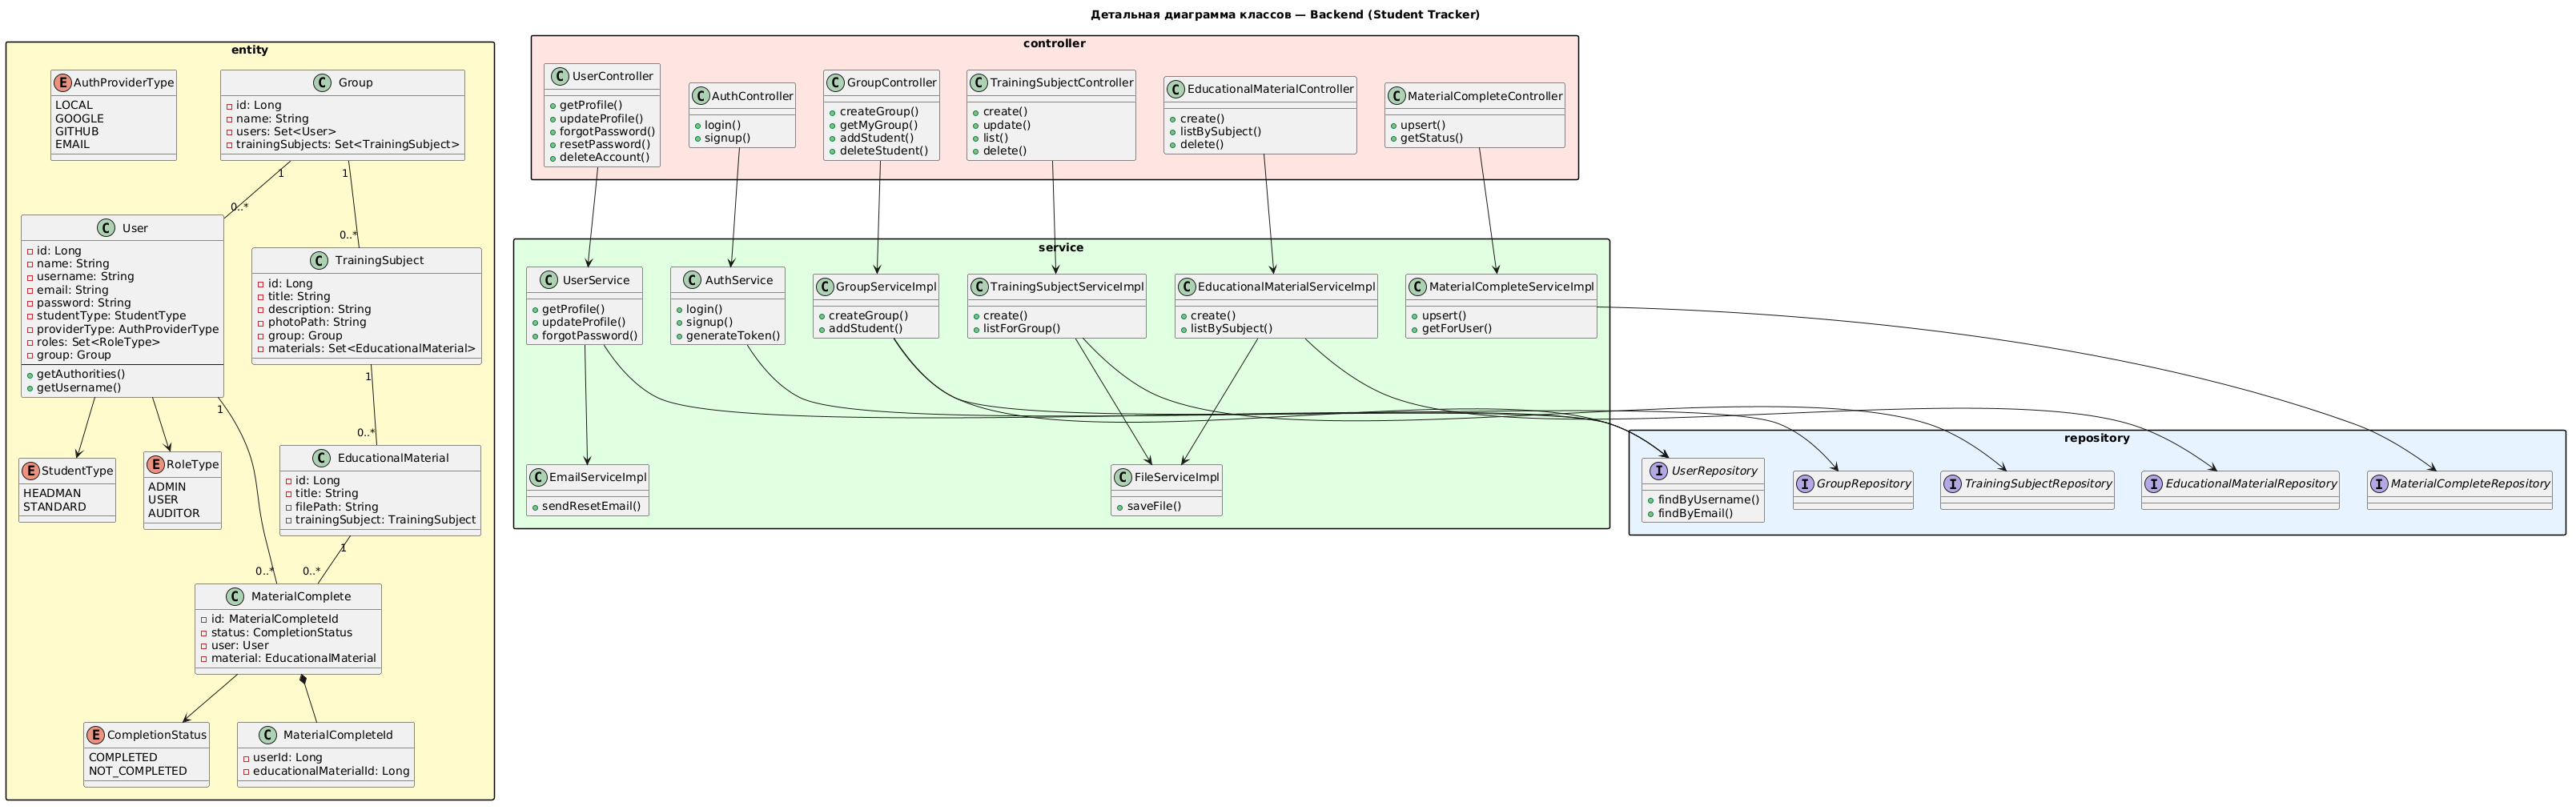 Детальная диаграмма классов — Backend (Student Tracker)
entity
E AuthProviderType
LOCAL
GOOGLE
GITHUB
EMAIL
C Group
id: Long
name: String
users: Set<User>
trainingSubjects: Set<TrainingSubject>
1
0..*
1
0..*
C User
id: Long
name: String
username: String
email: String
password: String
studentType: StudentType
providerType: AuthProviderType
roles: Set<RoleType>
group: Group
getAuthorities()
getUsername()
C TrainingSubject
id: Long
title: String
description: String
photoPath: String
group: Group
materials: Set<EducationalMaterial>
1
0..*
1
0..*
E StudentType
HEADMAN
STANDARD
E RoleType
ADMIN
USER
AUDITOR
C EducationalMaterial
id: Long
title: String
filePath: String
trainingSubject: TrainingSubject
1
0..*
C MaterialComplete
id: MaterialCompleteId
status: CompletionStatus
user: User
material: EducationalMaterial
E CompletionStatus
COMPLETED
NOT_COMPLETED
C MaterialCompleteId
userId: Long
educationalMaterialId: Long
controller
C UserController
getProfile()
updateProfile()
forgotPassword()
resetPassword()
deleteAccount()
C AuthController
login()
signup()
C GroupController
createGroup()
getMyGroup()
addStudent()
deleteStudent()
C TrainingSubjectController
create()
update()
list()
delete()
C EducationalMaterialController
create()
listBySubject()
delete()
C MaterialCompleteController
upsert()
getStatus()
service
C UserService
getProfile()
updateProfile()
forgotPassword()
C AuthService
login()
signup()
generateToken()
C GroupServiceImpl
createGroup()
addStudent()
C TrainingSubjectServiceImpl
create()
listForGroup()
C EducationalMaterialServiceImpl
create()
listBySubject()
C MaterialCompleteServiceImpl
upsert()
getForUser()
C EmailServiceImpl
sendResetEmail()
C FileServiceImpl
saveFile()
repository
I UserRepository
findByUsername()
findByEmail()
I GroupRepository
I TrainingSubjectRepository
I EducationalMaterialRepository
I MaterialCompleteRepository